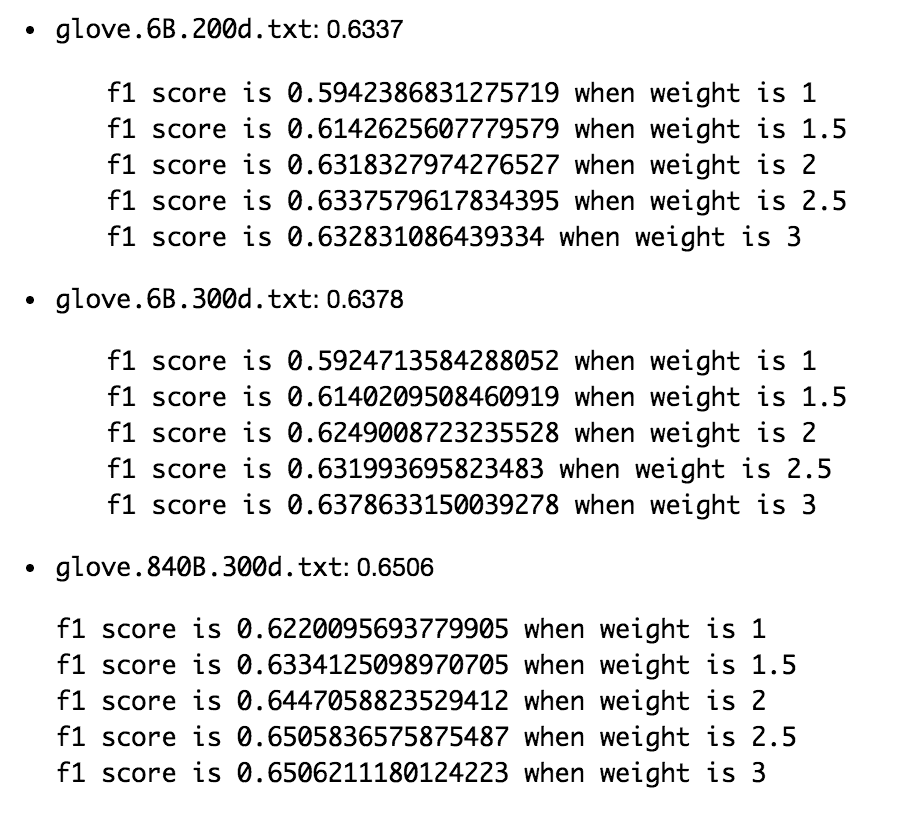 • glove.6B.200d.txt: 0.6337
f1 score is 0.5942386831275719 when weight is 1
f1 score is 0.6142625607779579 when weight is 1.5
f1 score is 0.6318327974276527 when weight is 2
f1 score is 0.6337579617834395 when weight is 2.5
f1 score is 0.632831086439334 when weight is 3
• glove.6B.300d.txt: 0.6378
f1 score is 0.5924713584288052 when weight is 1
f1 score is 0.6140209508460919 when weight is 1.5
f1 score is 0.6249008723235528 when weight is 2
f1 score is 0.631993695823483 when weight is 2.5
f1 score is 0.6378633150039278 when weight is 3
• glove.840B.300d.txt: 0.6506
f1 score is 0.6220095693779905 when weight is 1
f1 score is 0.6334125098970705 when weight is 1.5
f1 score is 0.6447058823529412 when weight is 2
f1 score is 0.6505836575875487 when weight is 2.5
f1 score is 0.6506211180124223 when weight is 3